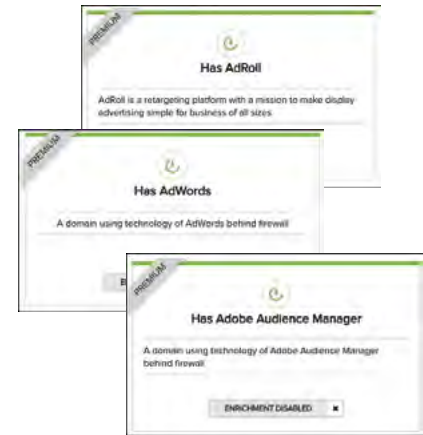 PREMIUM
Has AdRoll
AdRoll is a retargeting platform with a mission to make display
advertising simple for business of all sizes
PREMIUM
Has AdWords
A domain using technology of AdWords behind firewall
E
PREMIUM
Has Adobe Audience Manager
A domain using technology of Adobe Audience Manager
behind firewall
ENRICHMENT DISABLED ×